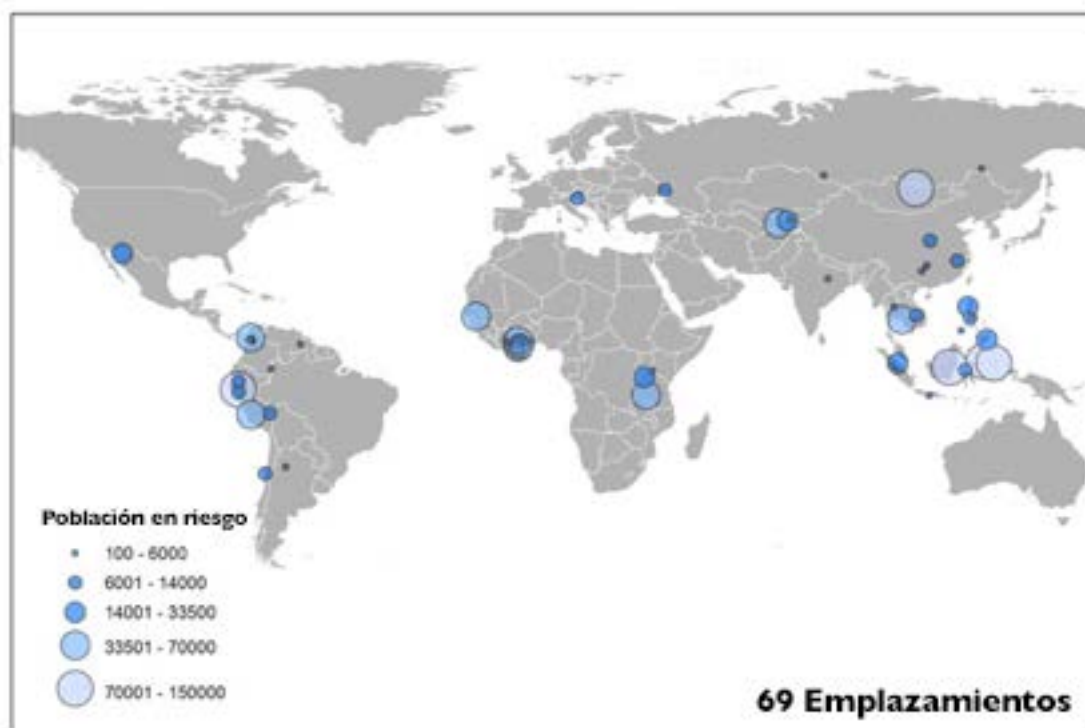 Población en riesgo
100 - 6000
6001 - 14000
14001 - 33500
33501 - 70000
70001 - 150000
69 Emplazamientos